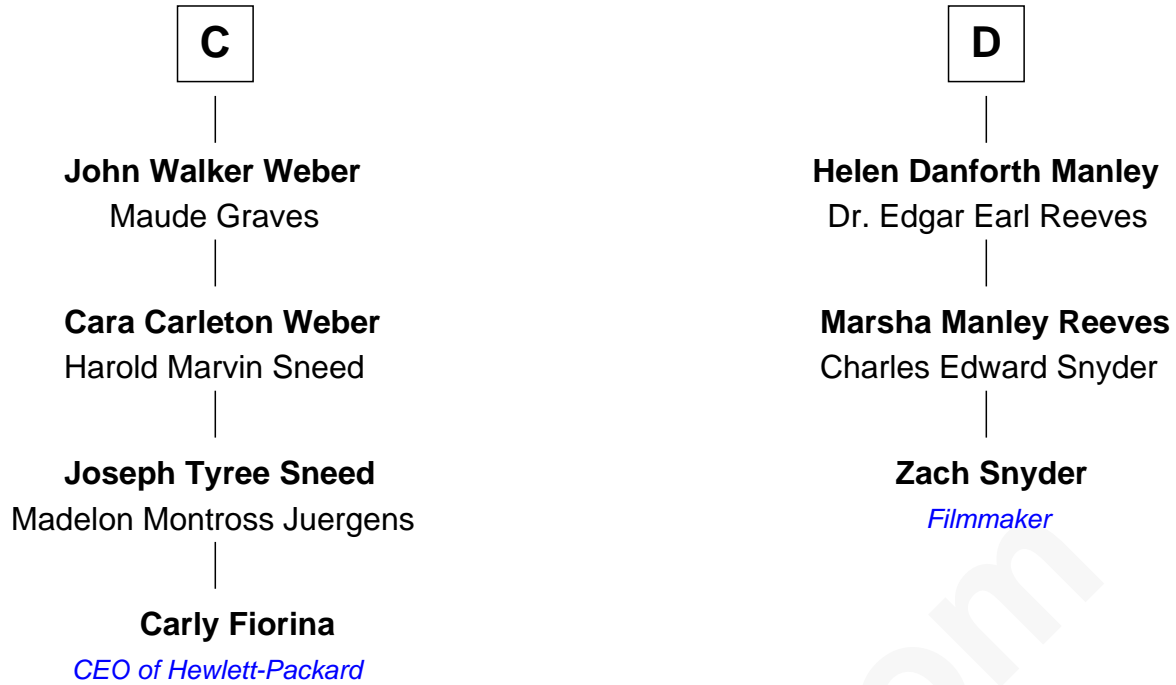 C
John Walker Weber
Maude Graves
Cara Carleton Weber
Harold Marvin Sneed
Joseph Tyree Sneed
Madelon Montross Juergens
Carly Fiorina
CEO of Hewlett-Packard
D
Helen Danforth Manley
Dr. Edgar Earl Reeves
Marsha Manley Reeves
Charles Edward Snyder
Zach Snyder
Filmmaker
om